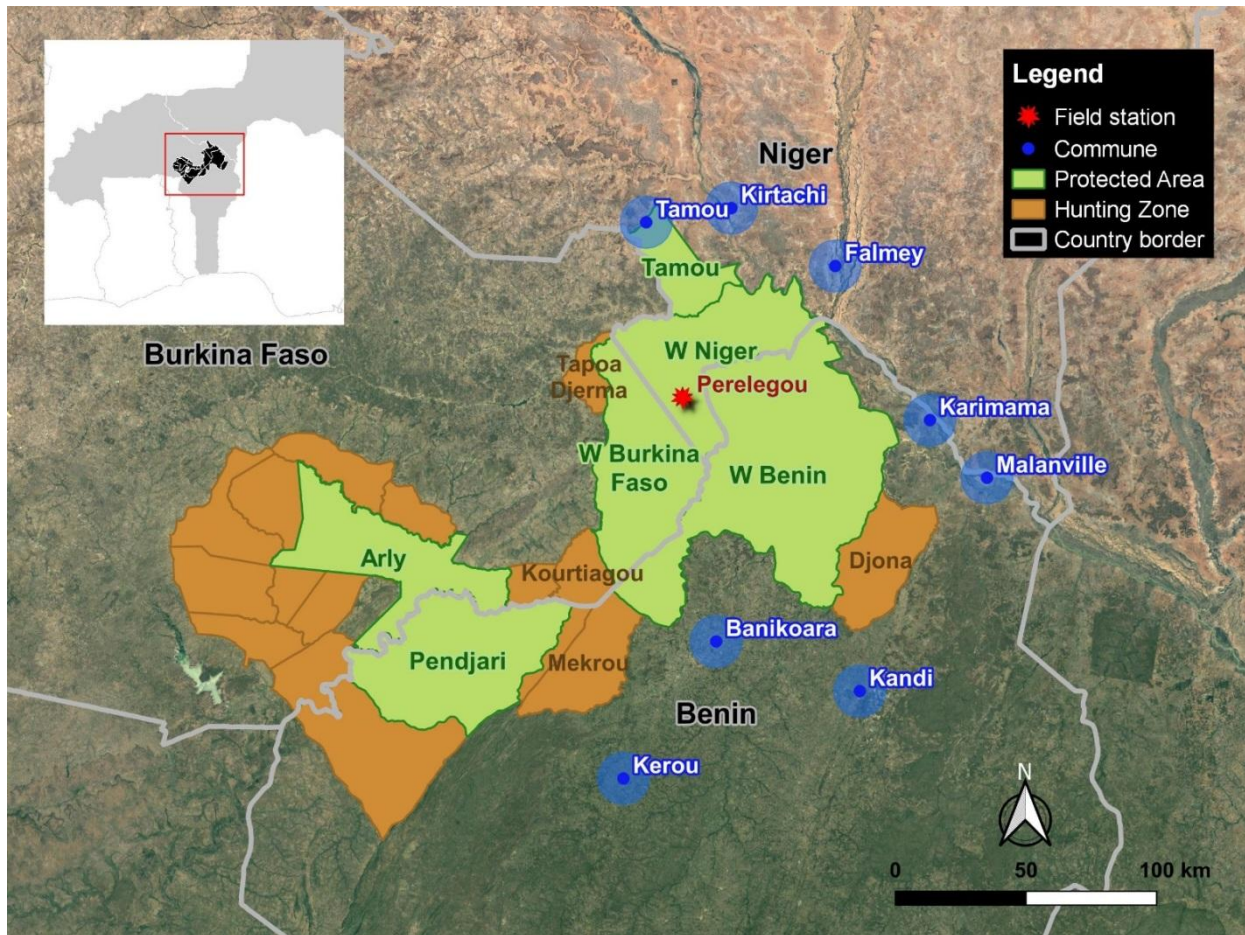 Legend
Field station
Commune
Protected Area
Hunting Zone
Country border
Niger
Kirtachi
Tamou
Falmey
Tamou
Burkina Faso
W Niger
Tapoa
Djerma
Perelegou
Karimama
W Burkina
Faso
W Benin
Malanville
Arly
Kourtiagou
Djona
Banikoara
Pendjari
Mekrou
Kandi
Benin
Kerou
N
0 50 100 km